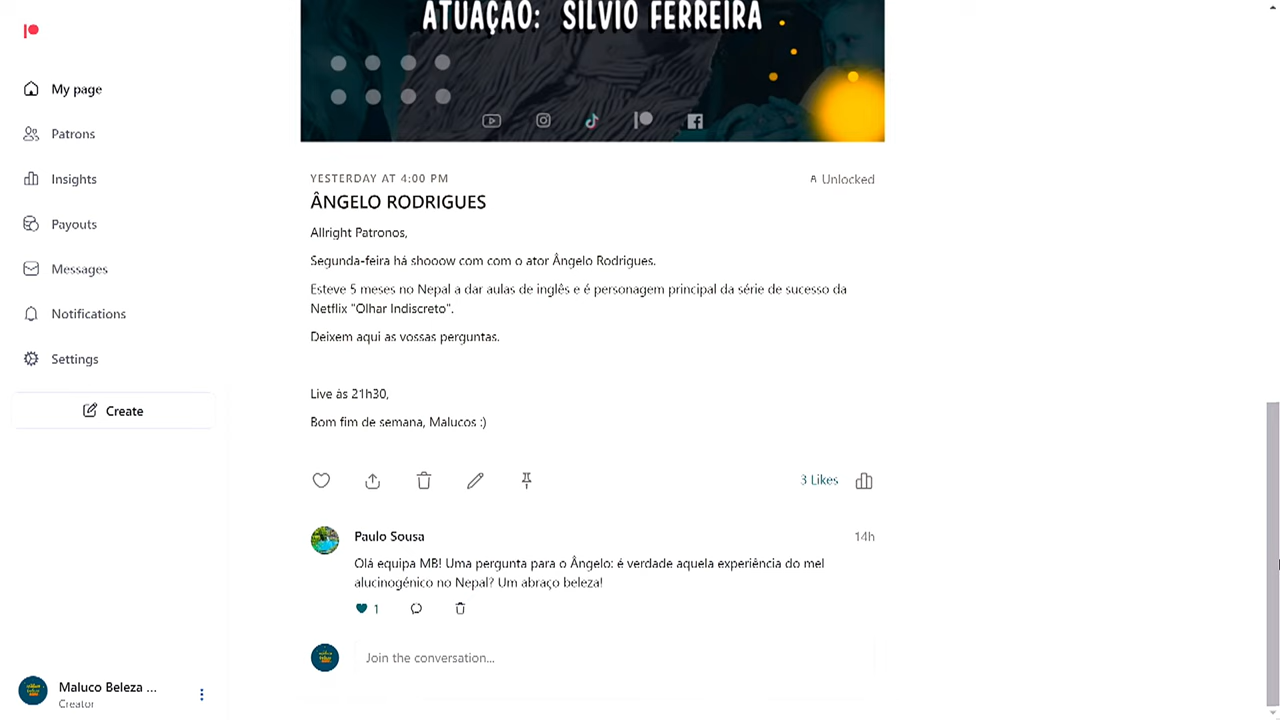 ATUAÇÃO: SILVIO FERREIRA
My page
Patrons
Insights
Payouts
Messages
Notifications
Settings
Create
YESTERDAY AT 4:00 PM
Unlocked
ÂNGELO RODRIGUES
Allright Patronos,
Segunda-feira há shooow com com o ator Ângelo Rodrigues.
Esteve 5 meses no Nepal a dar aulas de inglês e é personagem principal da série de sucesso da
Netflix "Olhar Indiscreto".
Deixem aqui as vossas perguntas.
Live às 21h30,
Bom fim de semana, Malucos :)
3 Likes
Paulo Sousa
14h
Olá equipa MB! Uma pergunta para o Ângelo: é verdade aquela experiência do mel
alucinogénico no Nepal? Um abraço beleza!
1
Join the conversation...
Maluco Beleza ...
Creator